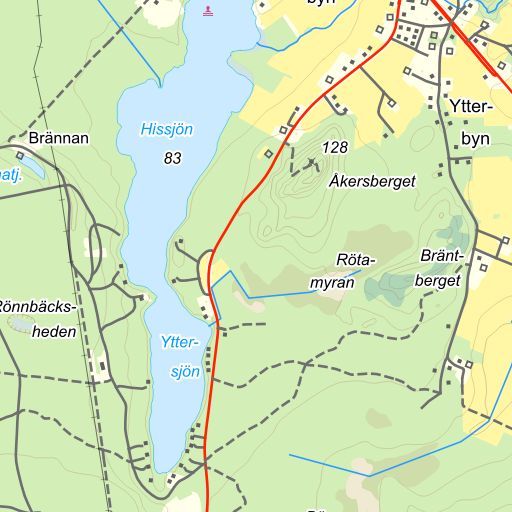 byn
Ytter-
byn
Brännan
Hissjön
83
128
Åkersberget
atj.
Röta-
myran
Bränt-
berget
Rönnbäcks-
heden
Ytter-
sjön